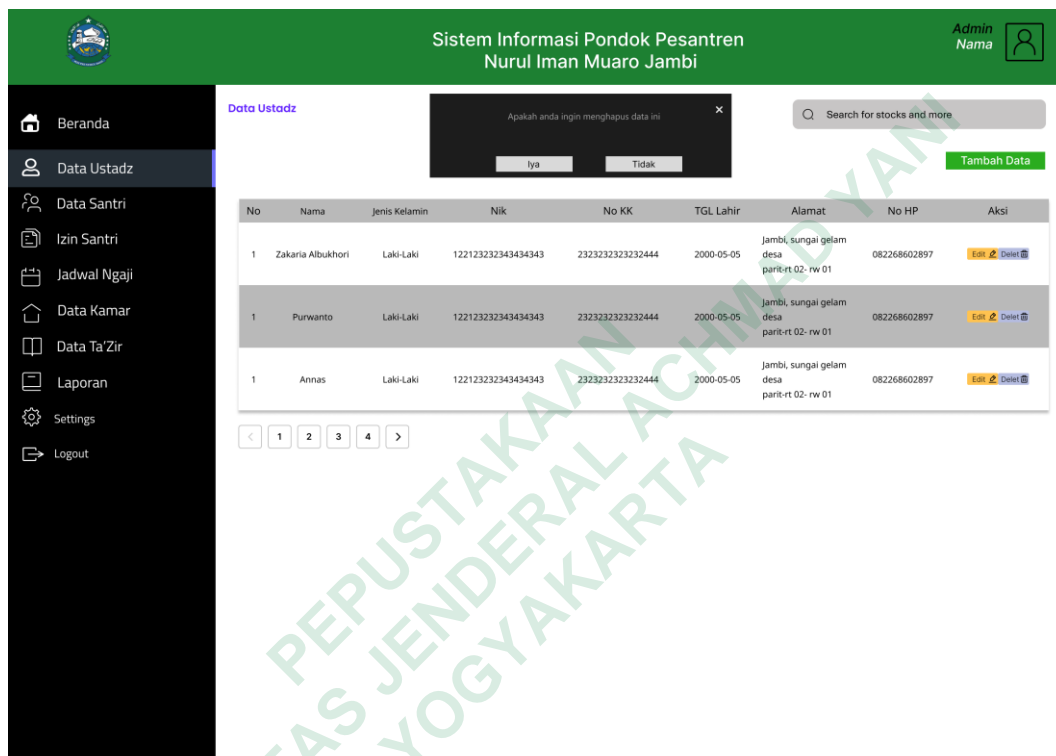 Sistem Informasi Pondok Pesantren
Nurul Iman Muaro Jambi
Admin
Nama
Beranda
Data Ustadz
Data Santri
Izin Santri
Jadwal Ngaji
Data Kamar
Data Ta'Zir
Laporan
Settings
Logout
Data Ustadz
Apakah anda ingin menghapus data ini
Iya Tidak
Search for stocks and more
Tambah Data
No Nama Jenis Kelamin Nik No KK TGL Lahir Alamat No HP Aksi
1 Zakaria Albukhori Laki-Laki 122123232343434343 2323232323232444 2000-05-05 Jambi, sungai gelam
desa
parit-rt 02- rw 01 082268602897 Edit Delet
1 Purwanto Laki-Laki 122123232343434343 2323232323232444 2000-05-05 Jambi, sungai gelam
desa
parit-rt 02- rw 01 082268602897 Edit Delet
1 Annas Laki-Laki 122123232343434343 2323232323232444 2000-05-05 Jambi, sungai gelam
desa
parit-rt 02- rw 01 082268602897 Edit Delet
< 1 2 3 4 >
PEPUSTAKAAN
TAS JENDERAL ACHMAD YANI
YOGYAKARTA